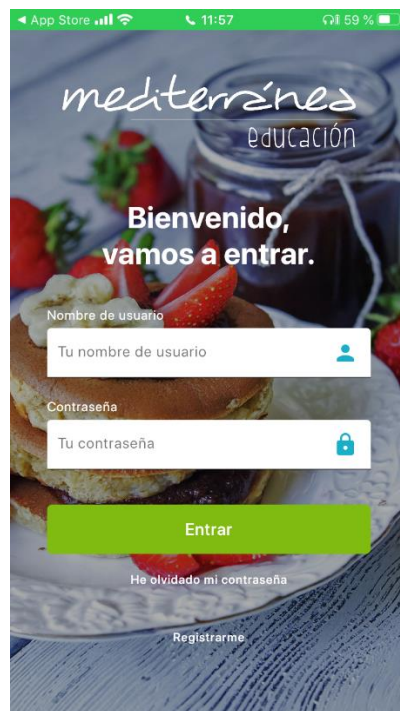 App Store 11:57 59 %
mediterránea
educación
Bienvenido,
vamos a entrar.
Nombre de usuario
Tu nombre de usuario
Contraseña
Tu contraseña
Entrar
He olvidado mi contraseña
Registrarme